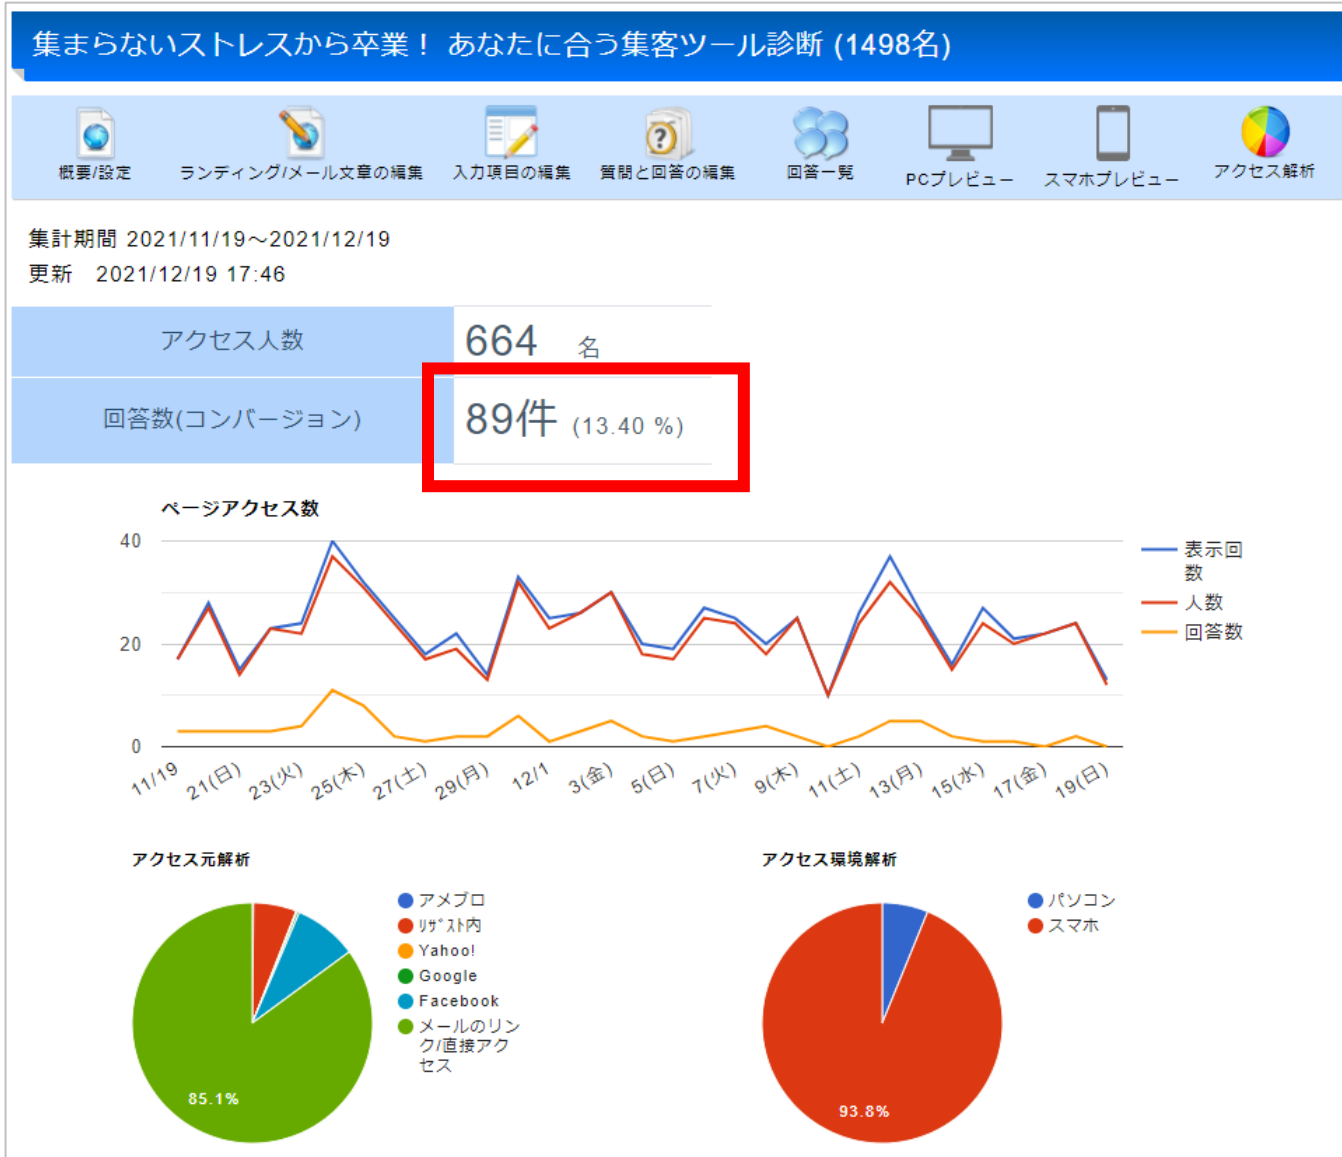 集まらないストレスから卒業！ あなたに合う集客ツール診断 (1498名)
概要/設定
ランディング/メール文章の編集
入力項目の編集
質問と回答の編集
回答一覧
PCプレビュー
スマホプレビュー
アクセス解析
集計期間 2021/11/19～2021/12/19
更新　2021/12/19 17:46
アクセス人数
664 名
回答数(コンバージョン)
89件 (13.40 %)
ページアクセス数
40
20
0
11/19
21(日)
23(火)
25(木)
27(土)
29(月)
12/1
3(金)
5(日)
7(火)
9(木)
11(土)
13(月)
15(水)
17(金)
19(日)
表示回
数
人数
回答数
アクセス元解析
アメブロ
ﾘｻﾞｽﾄ内
Yahoo!
Google
Facebook
メールのリン
ク/直接アク
セス
85.1%
アクセス環境解析
パソコン
スマホ
93.8%